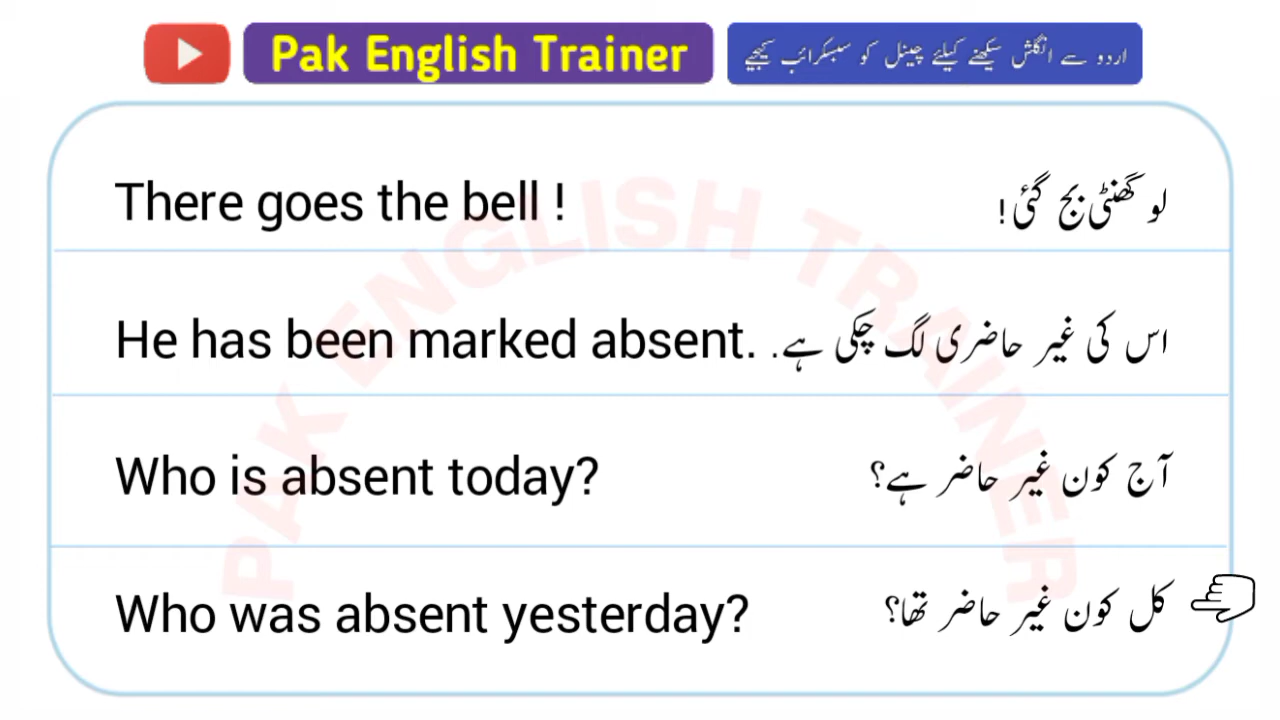 Pak English Trainer
اردو سے انگلش سیکھنے کیلئے چینل کو سبسکرائب کیجیے
There goes the bell !
لو گھنٹی بج گئی !
He has been marked absent.
اس کی غیر حاضری لگ چکی ہے.
Who is absent today?
آج کون غیر حاضر ہے؟
Who was absent yesterday?
کل کون غیر حاضر تھا؟
PAK ENGLISH TRAINER